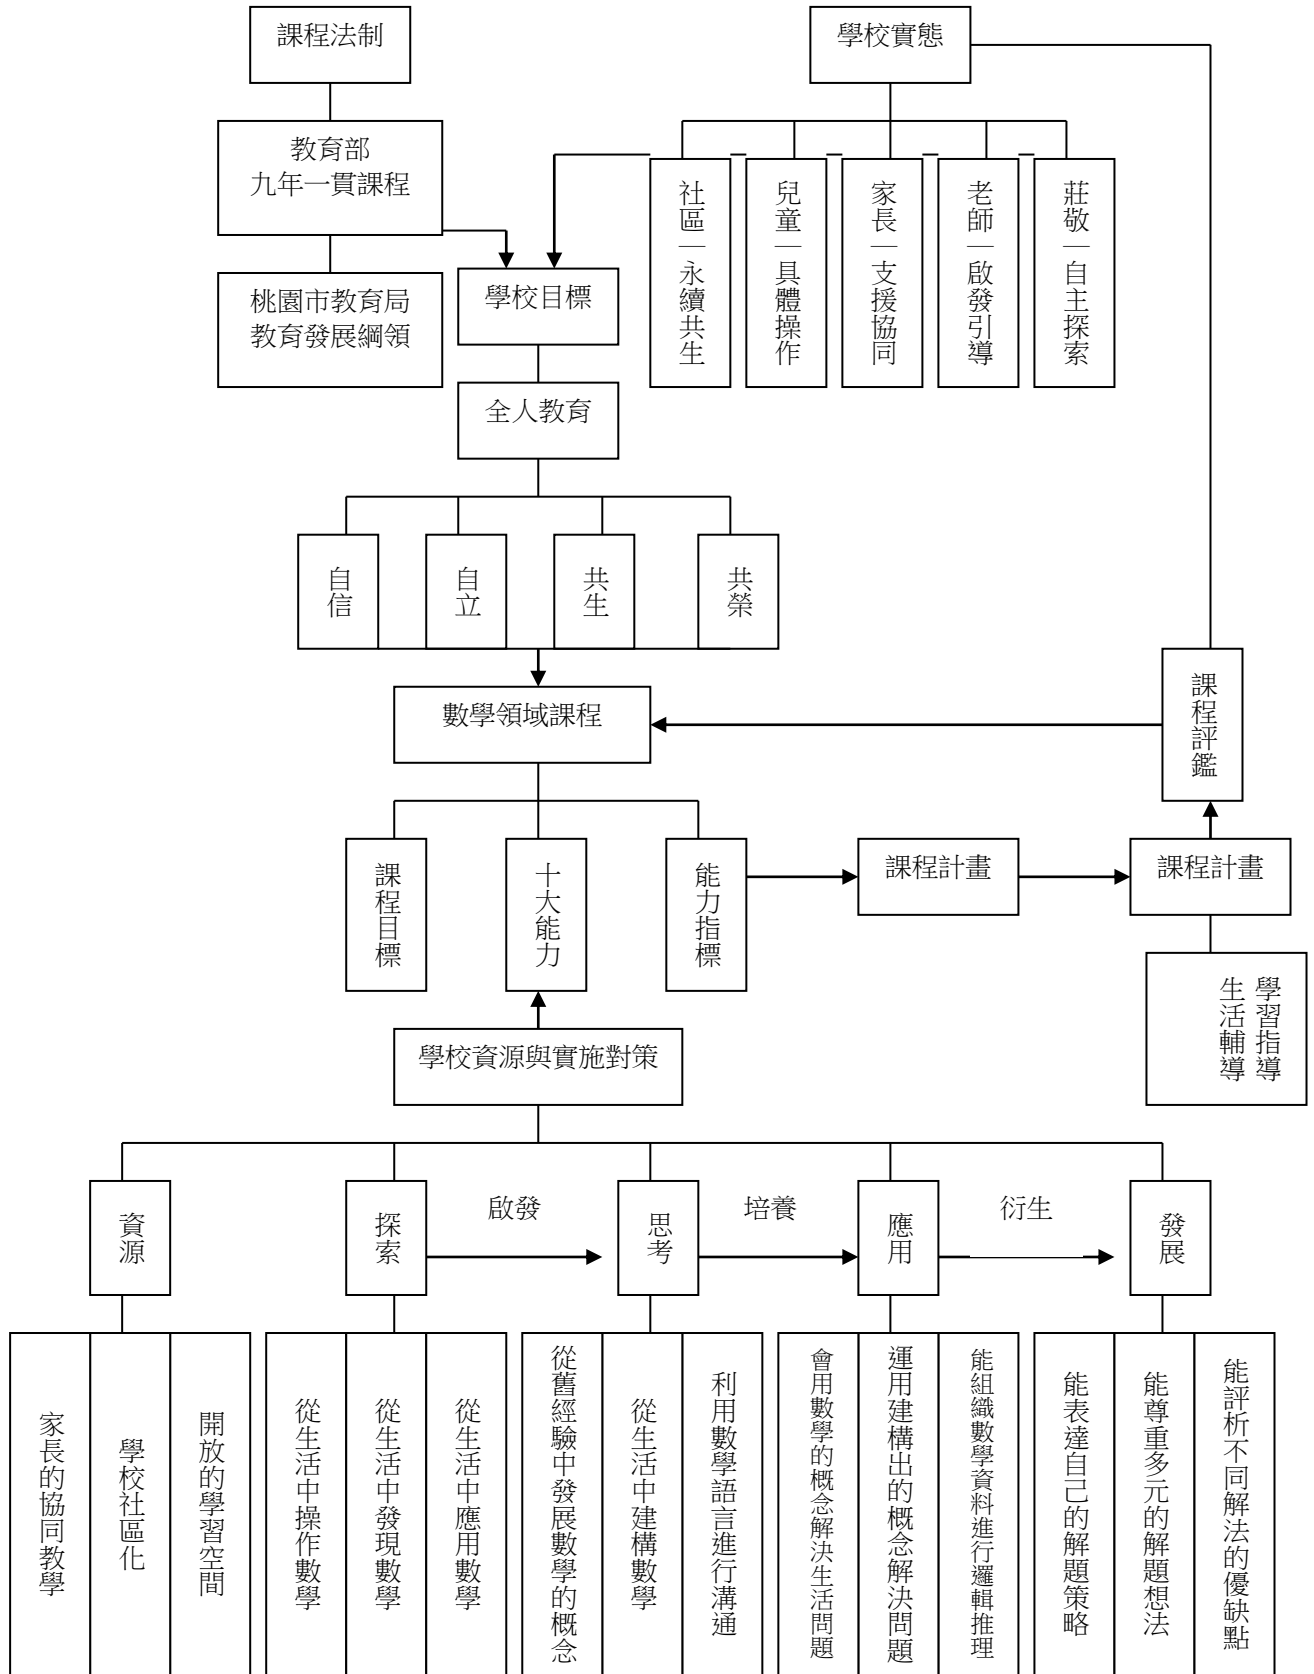 課程法制
學校實態
教育部
九年一貫課程
桃園市教育局
教育發展綱領
學校目標
社區｜永續共生
兒童｜具體操作
家長｜支援協同
老師｜啟發引導
莊敬｜自主探索
全人教育
自信
自立
共生
共榮
數學領域課程
課程評鑑
課程目標
十大能力
能力指標
課程計畫
課程計畫
學習指導
生活輔導
學校資源與實施對策
資源
探索
啟發
思考
培養
應用
衍生
發展
家長的協同教學
學校社區化
開放的學習空間
從生活中操作數學
從生活中發現數學
從生活中應用數學
從舊經驗中發展數學的概念
從生活中建構數學
利用數學語言進行溝通
會用數學的概念解決生活問題
運用建構出的概念解決問題
能組織數學資料進行邏輯推理
能表達自己的解題策略
能尊重多元的解題想法
能評析不同解法的優缺點